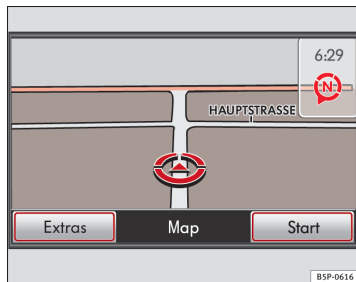 6:29
N
HAUPTSTRASSE
Extras Map Start
B5P-0616